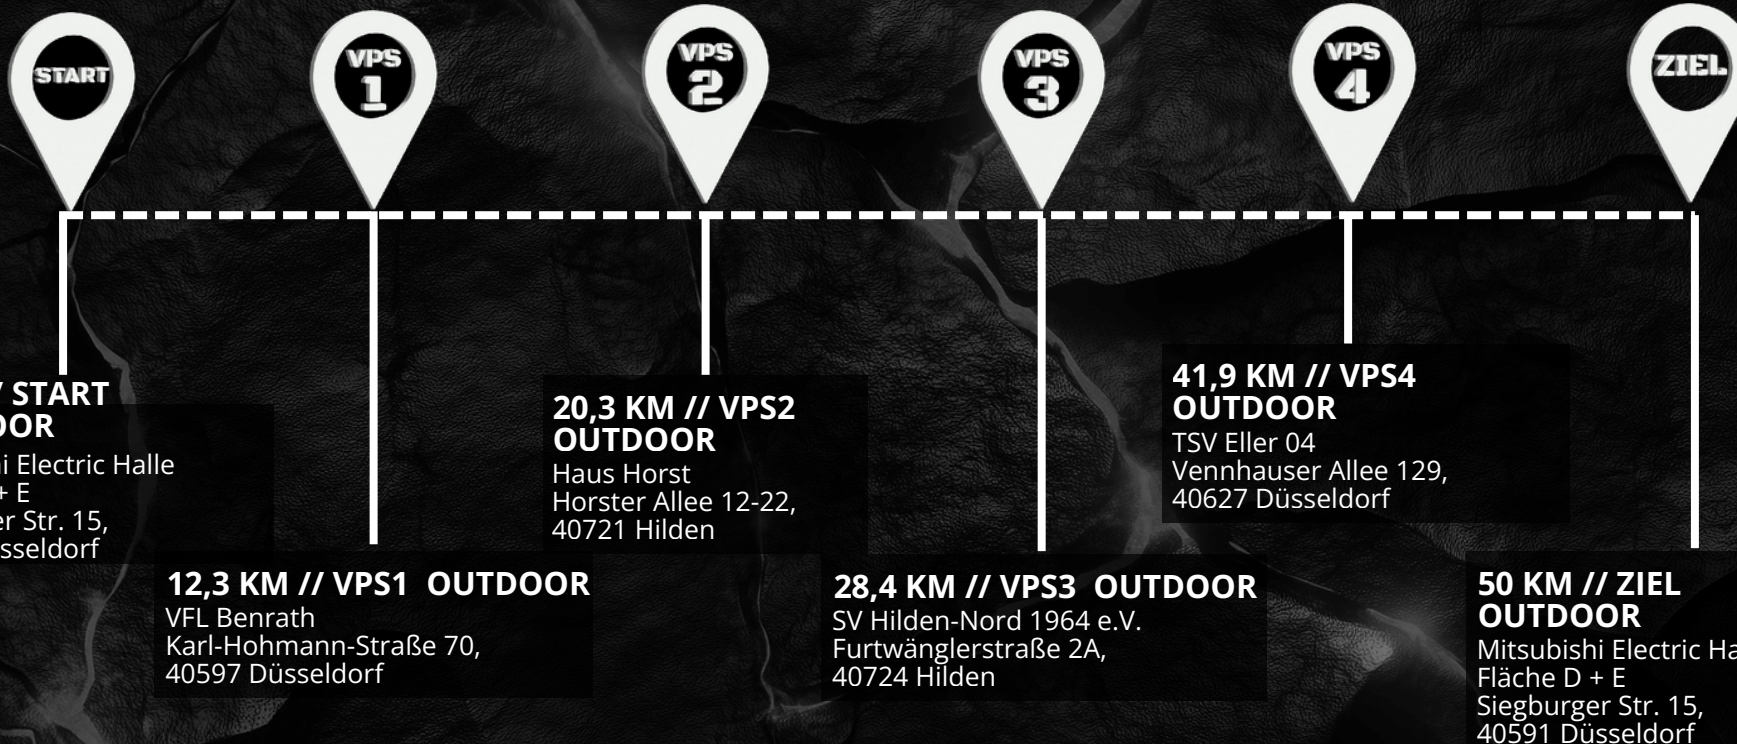 START
VPS
1
VPS
2
VPS
3
VPS
4
ZIEL
/ START
OOR
i Electric Halle
+ E
er Str. 15,
sseldorf
12,3 KM // VPS1 OUTDOOR
VFL Benrath
Karl-Hohmann-Straße 70,
40597 Düsseldorf
20,3 KM // VPS2
OUTDOOR
Haus Horst
Horster Allee 12-22,
40721 Hilden
28,4 KM // VPS3 OUTDOOR
SV Hilden-Nord 1964 e.V.
Furtwänglerstraße 2A,
40724 Hilden
41,9 KM // VPS4
OUTDOOR
TSV Eller 04
Vennhauser Allee 129,
40627 Düsseldorf
50 KM // ZIEL
OUTDOOR
Mitsubishi Electric Ha
Fläche D + E
Siegburger Str. 15,
40591 Düsseldorf